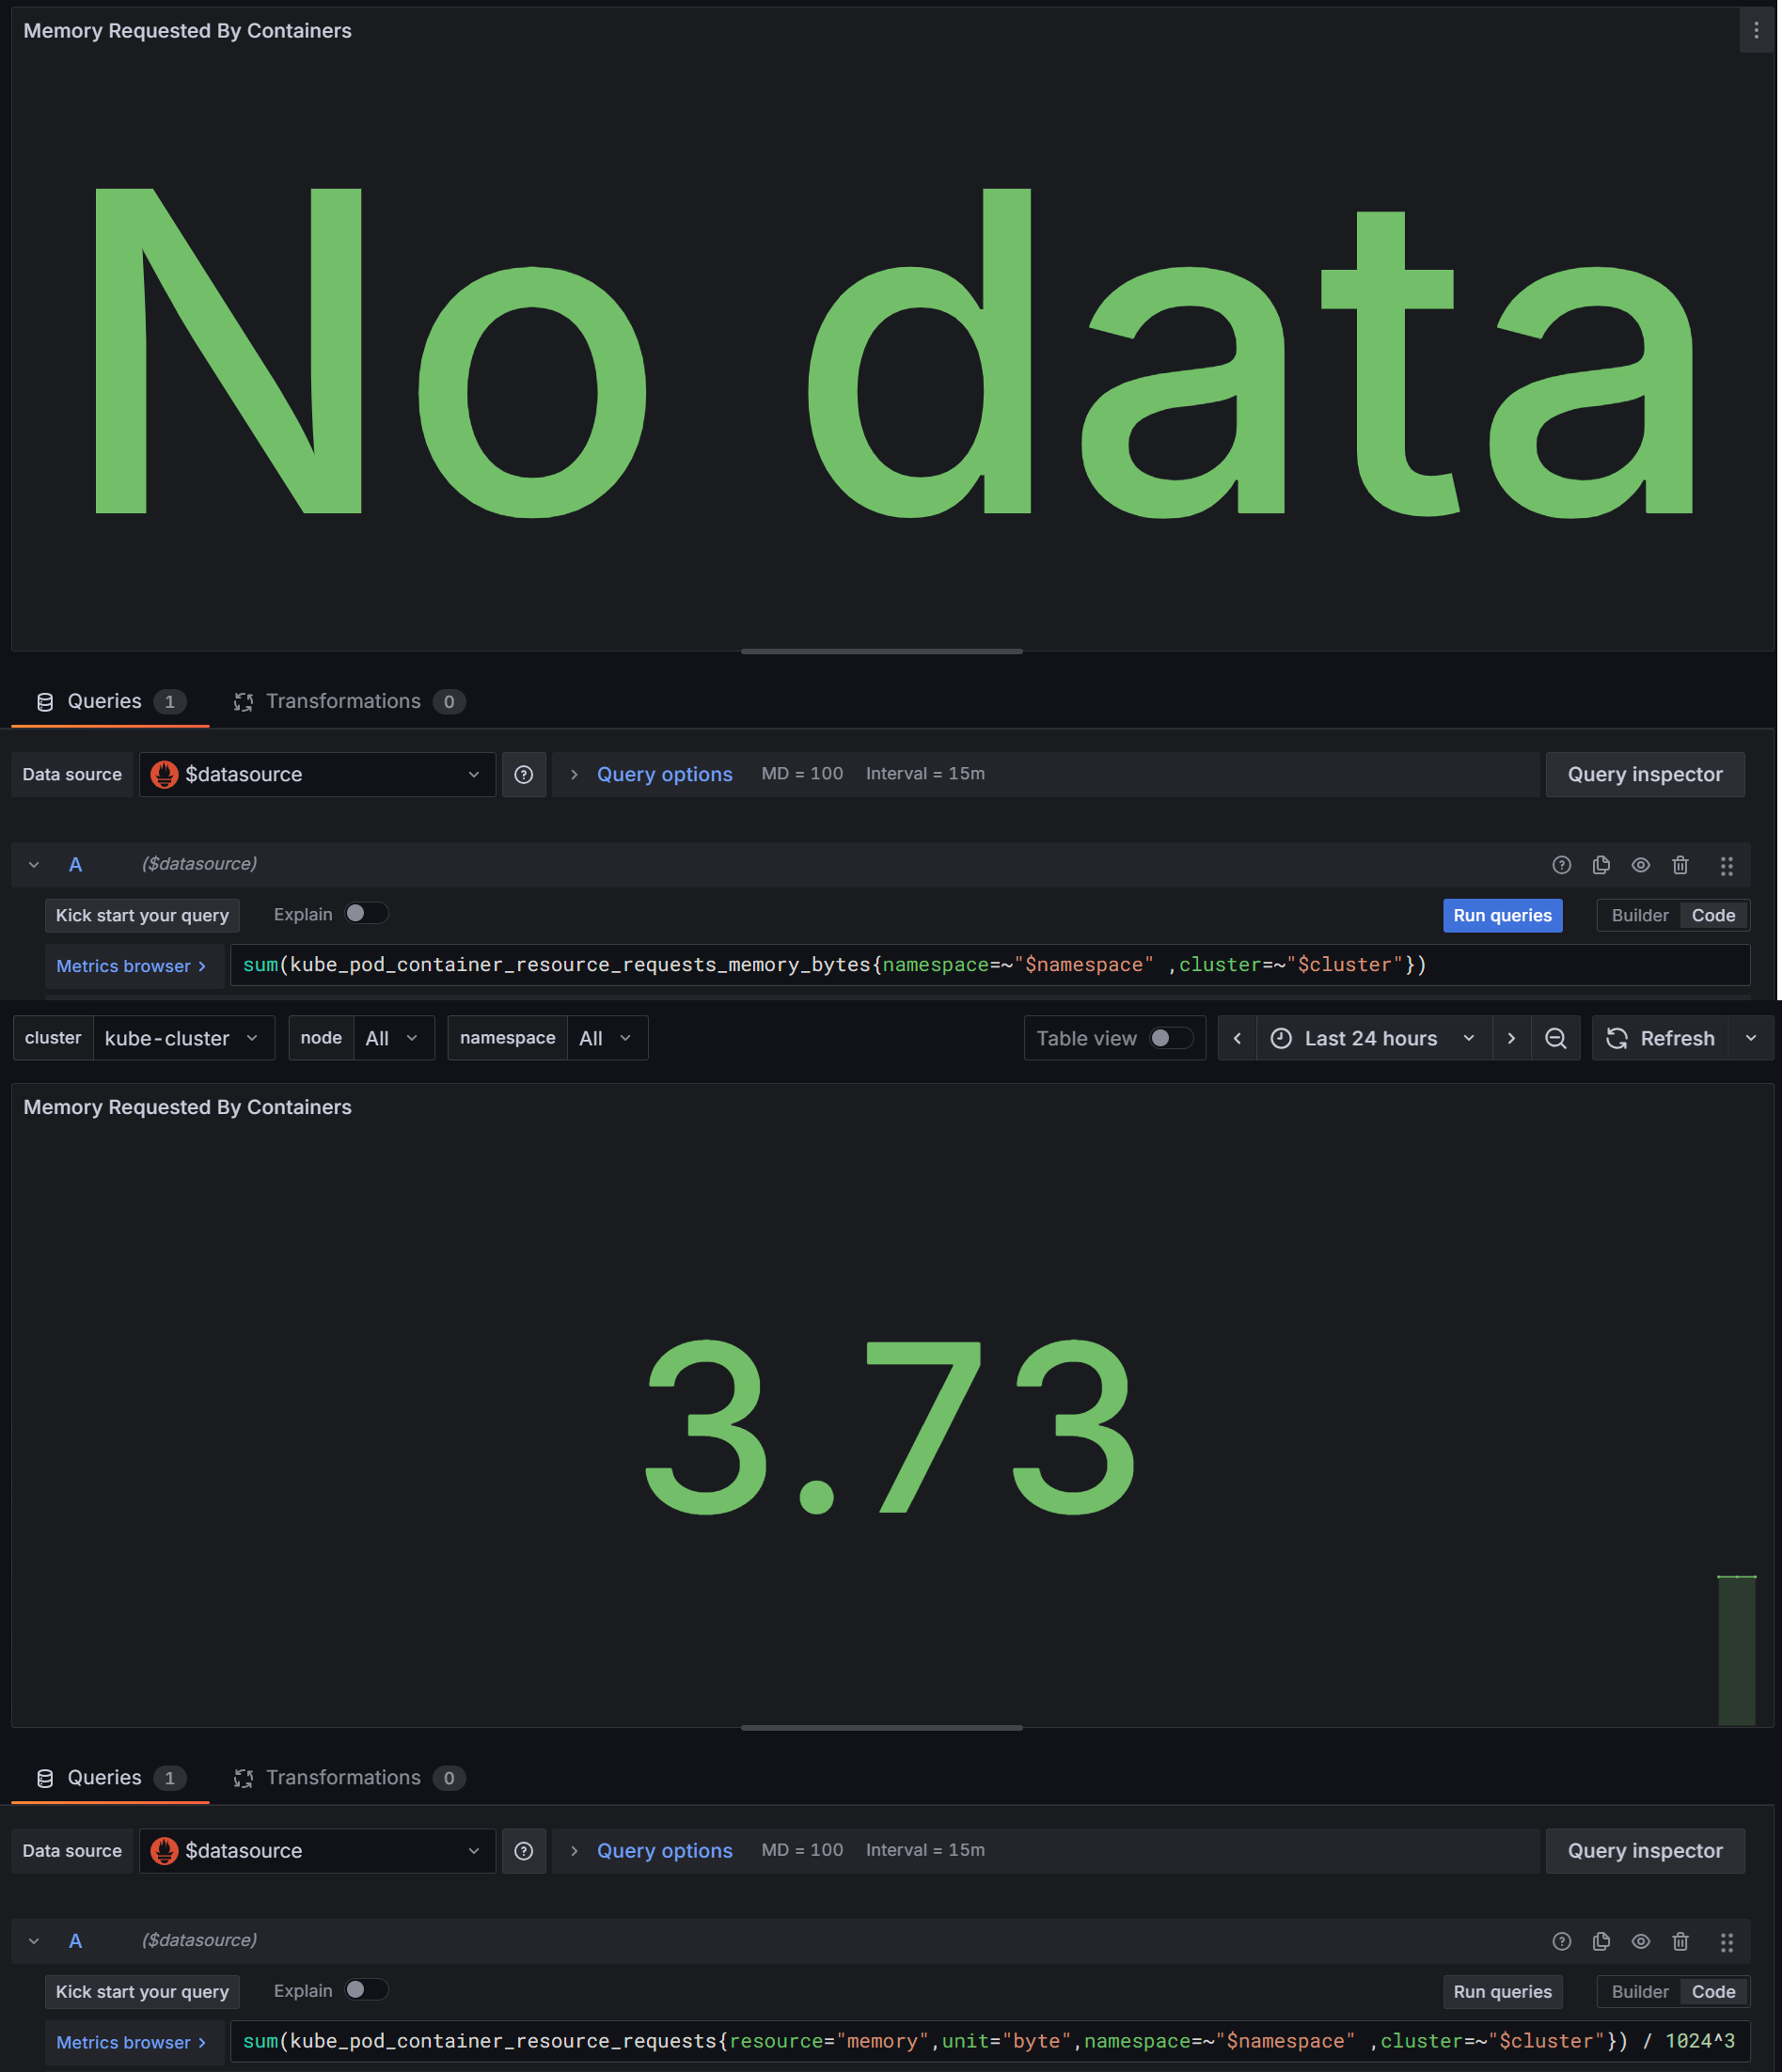 Memory Requested By Containers
No data
Queries 1 Transformations 0
Data source $datasource Query options MD = 100 Interval = 15m Query inspector
A ($datasource)
Kick start your query Explain Run queries Builder Code
Metrics browser > sum(kube_pod_container_resource_requests_memory_bytes{namespace=~"$namespace" ,cluster=~"$cluster"})
cluster kube-cluster node All namespace All Table view Last 24 hours Refresh
Memory Requested By Containers
3.73
Queries 1 Transformations 0
Data source $datasource Query options MD = 100 Interval = 15m Query inspector
A ($datasource)
Kick start your query Explain Run queries Builder Code
Metrics browser > sum(kube_pod_container_resource_requests{resource="memory",unit="byte",namespace=~"$namespace" ,cluster=~"$cluster"}) / 1024^3